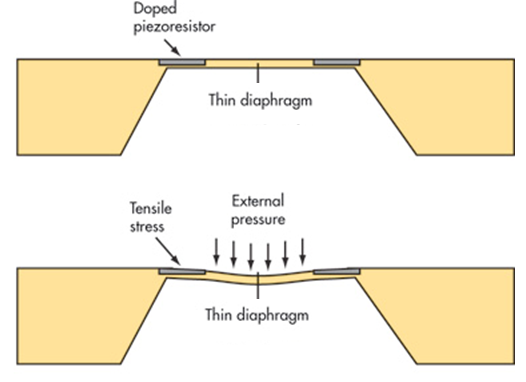 Doped
piezoresistor
Thin diaphragm
Tensile
stress
External
pressure
Thin diaphragm